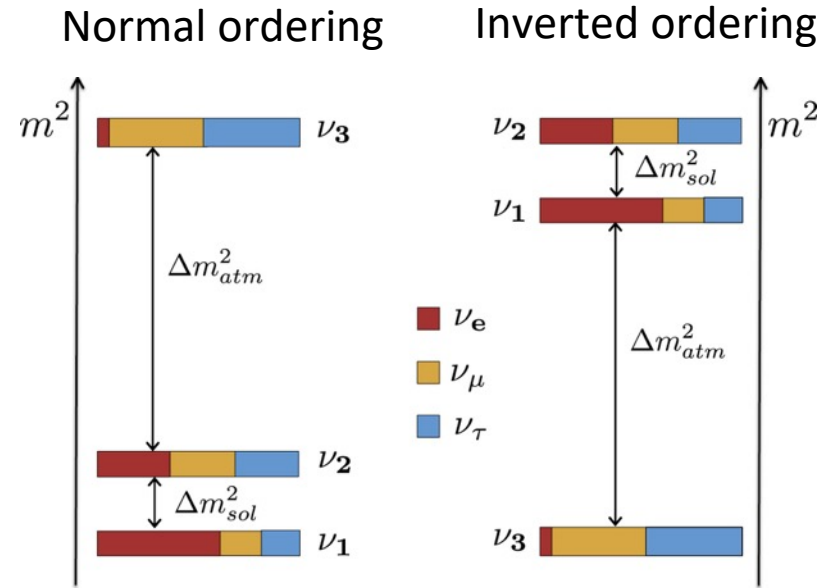 Normal ordering
Inverted ordering
m²
ν₃
Δm²atm
ν₂
Δm²sol
ν₁
νe
νμ
ντ
m²
ν₂
Δm²sol
ν₁
Δm²atm
ν₃